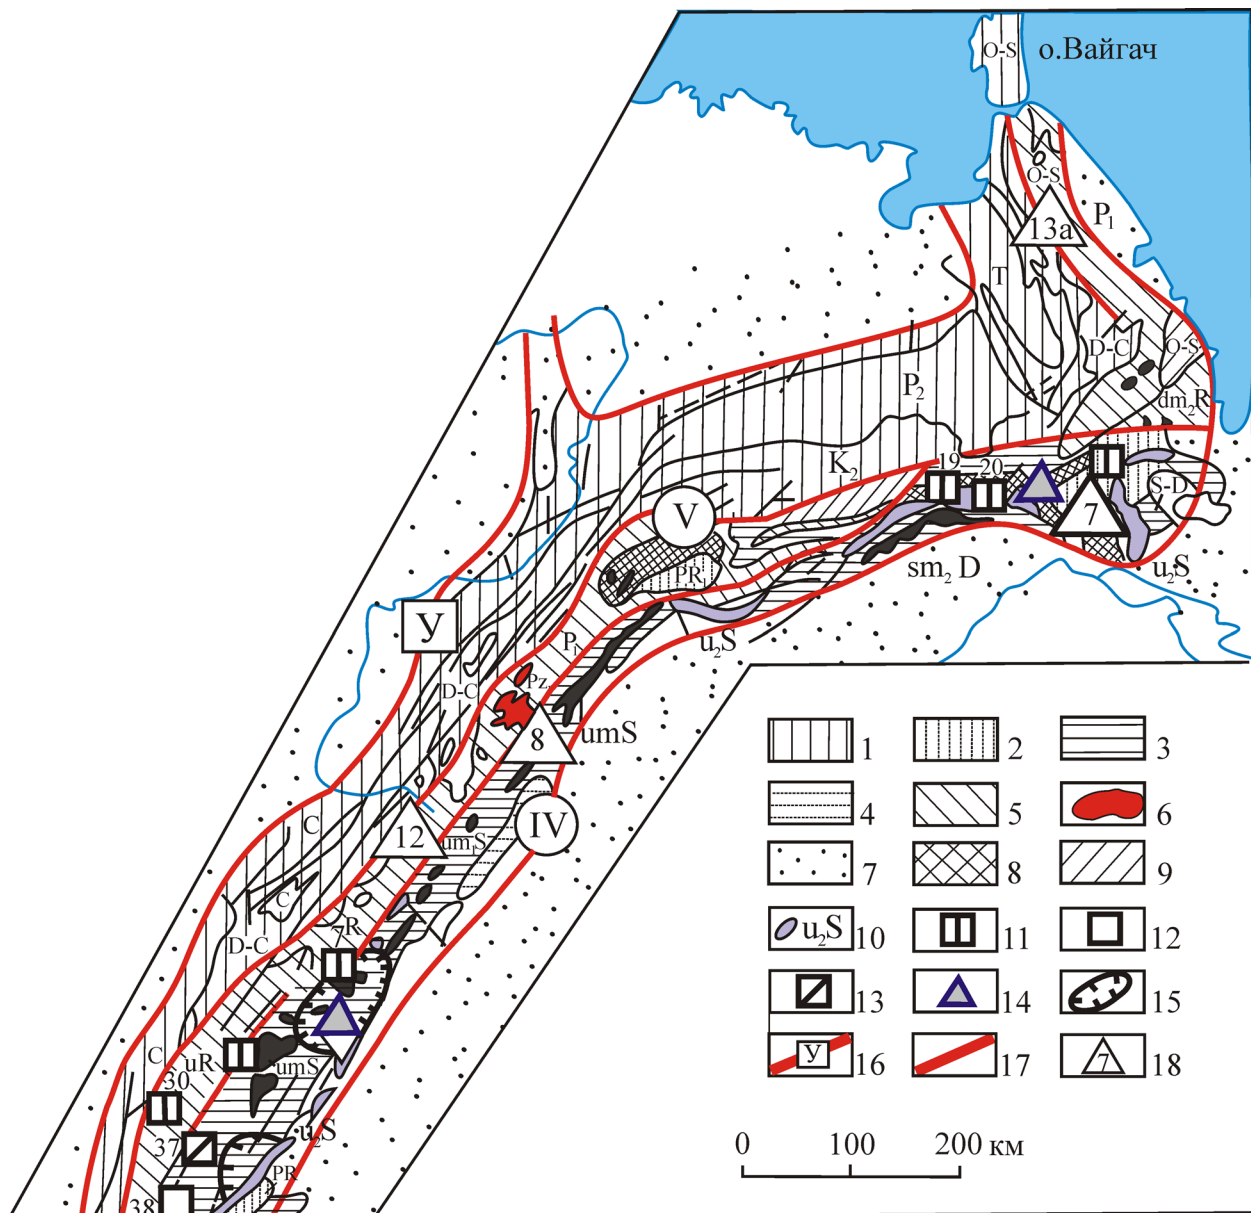 O-S о.Вайгач
O-S
P₁
13а
T
D-C O-S
P₂
dm₂R
K₂
19
20
S-D
V
7
PR₁
sm₂ D
u₂S
У
u₂S
P₁
D-C
Pz
umS
8
IV
C
12
um₁S
C
R
D-C
7
C
uR
umS
30
u₂S
37
PR
38
1
2
3
4
5
6
7
8
9
u₂S 10
11
12
13
14
15
У 16
17
7 18
0 100 200 км